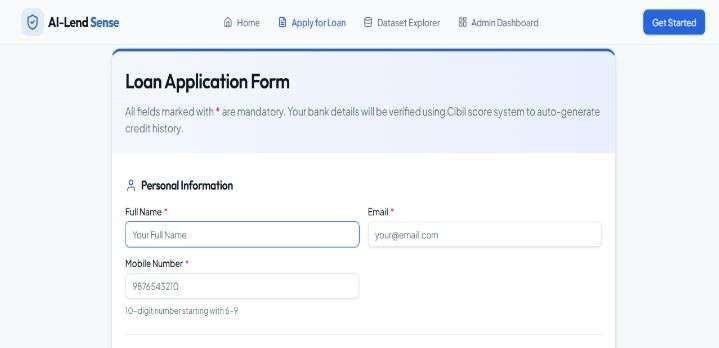 AI-Lend Sense Home Apply for Loan Dataset Explorer Admin Dashboard Get Started
Loan Application Form
All fields marked with * are mandatory. Your bank details will be verified using Cibil score system to auto-generate
credit history.
Personal Information
Full Name * Email *
Your Full Name your@email.com
Mobile Number *
9876543210
10-digit number starting with 6-9